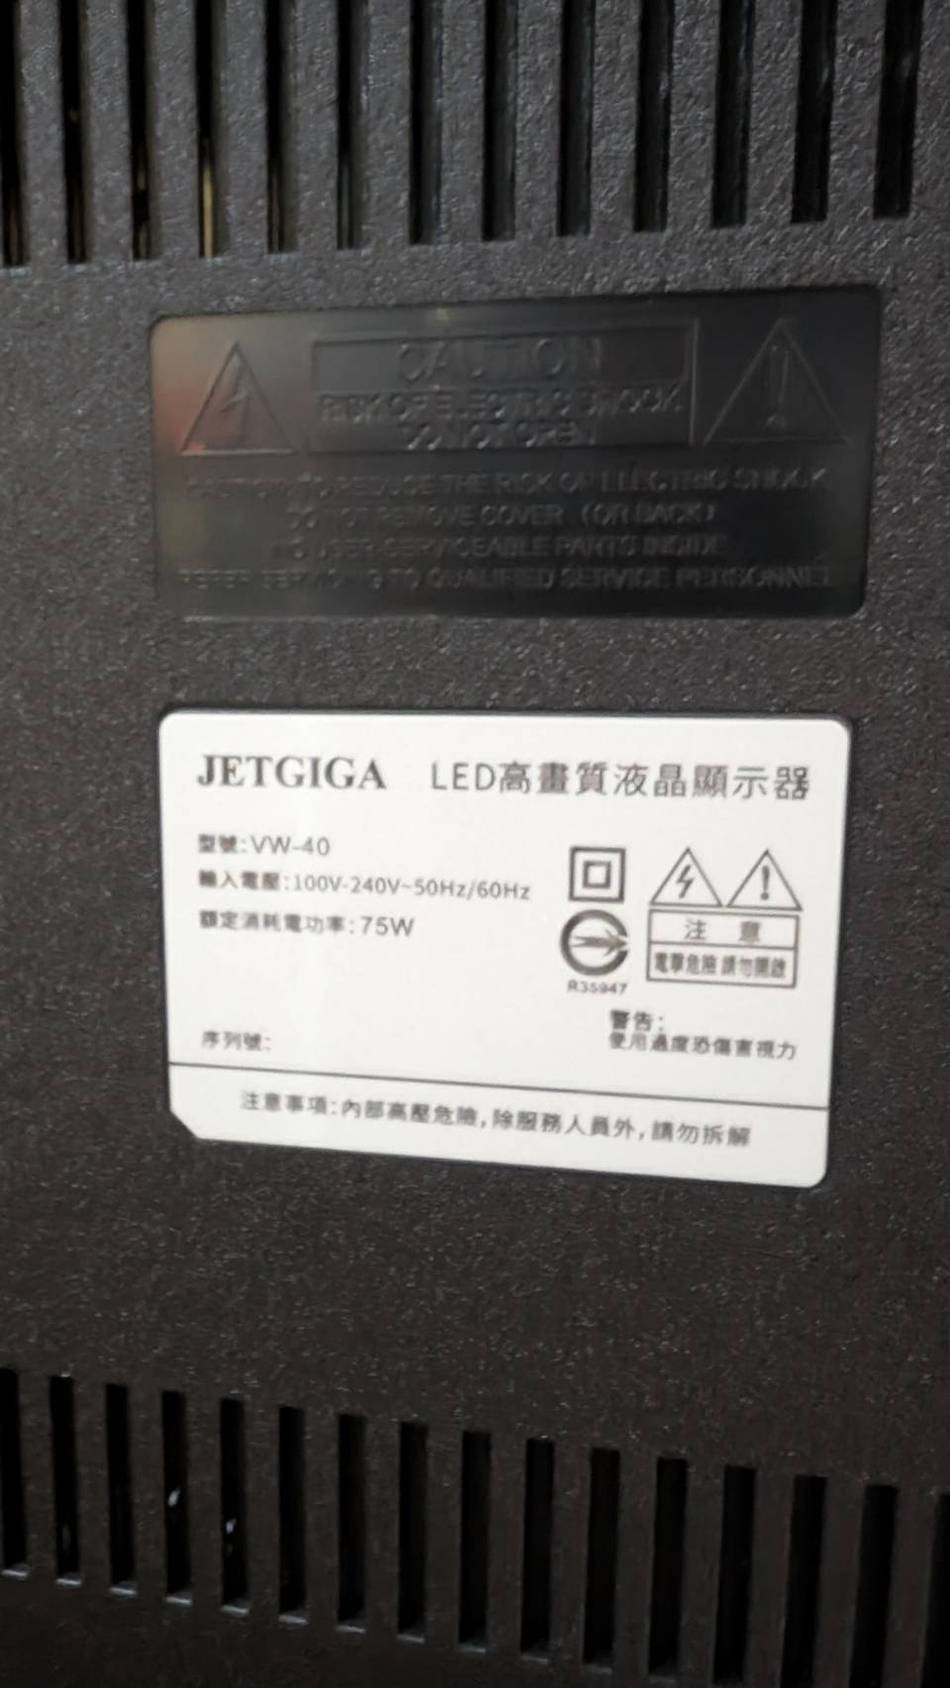 CAUTION
RISK OF ELECTRIC SHOCK
DO NOT OPEN
CAUTION: TO REDUCE THE RISK OF ELECTRIC SHOCK
DO NOT REMOVE COVER (OR BACK)
NO USER-SERVICEABLE PARTS INSIDE
REFER SERVICING TO QUALIFIED SERVICE PERSONNEL
JETGIGA LED高畫質液晶顯示器
型號:VW-40
輸入電壓:100V-240V~50Hz/60Hz
額定消耗電功率:75W
注 意
電擊危險 請勿開啟
R35947
警告:
使用過度恐傷害視力
序列號:
注意事項:內部高壓危險,除服務人員外,請勿拆解